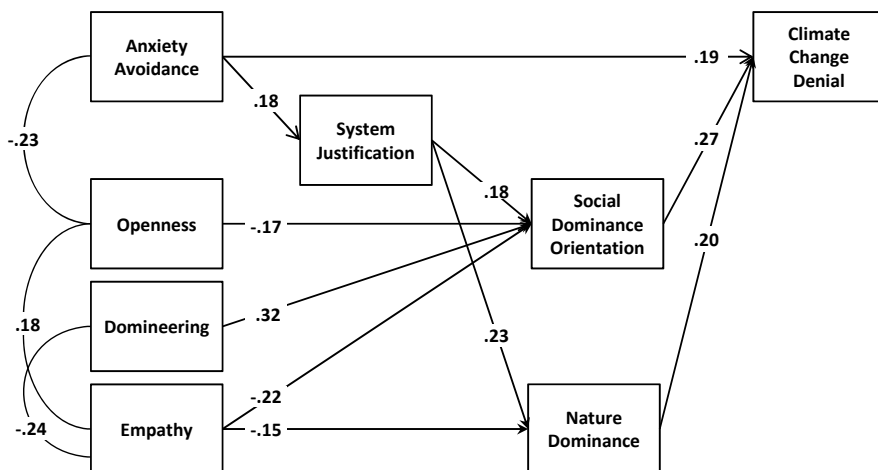 Anxiety
Avoidance
Climate
Change
Denial
.19
.18
System
Justification
-.23
.27
.18
Openness
-.17
Social
Dominance
Orientation
.20
Domineering
.32
.18
.23
-.22
Empathy
-.15
-.24
Nature
Dominance